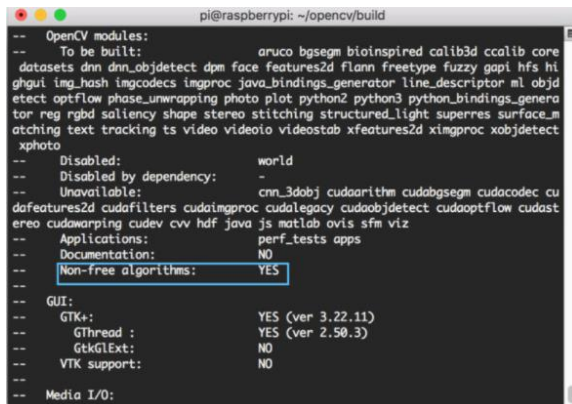 pi@raspberrypi: ~/opencv/build
--   OpenCV modules:
--     To be built:                 aruco bgsegm bioinspired calib3d ccalib core
 datasets dnn dnn_objdetect dpm face features2d flann freetype fuzzy gapi hfs hi
ghgui img_hash imgcodecs imgproc java_bindings_generator line_descriptor ml objd
etect optflow phase_unwrapping photo plot python2 python3 python_bindings_genera
tor reg rgbd saliency shape stereo stitching structured_light superres surface_m
atching text tracking ts video videoio videostab xfeatures2d ximgproc xobjdetect
 xphoto
--     Disabled:                    world
--     Disabled by dependency:      -
--     Unavailable:                 cnn_3dobj cudaarithm cudabgsegm cudacodec cu
dafeatures2d cudafilters cudaimgproc cudalegacy cudaobjdetect cudaoptflow cudast
ereo cudawarping cudev cvv hdf java js matlab ovis sfm viz
--     Applications:                perf_tests apps
--     Documentation:               NO
--     Non-free algorithms:         YES
--
--   GUI:
--     GTK+:                        YES (ver 3.22.11)
--       GThread :                  YES (ver 2.50.3)
--       GtkGlExt:                  NO
--     VTK support:                 NO
--
--   Media I/O: